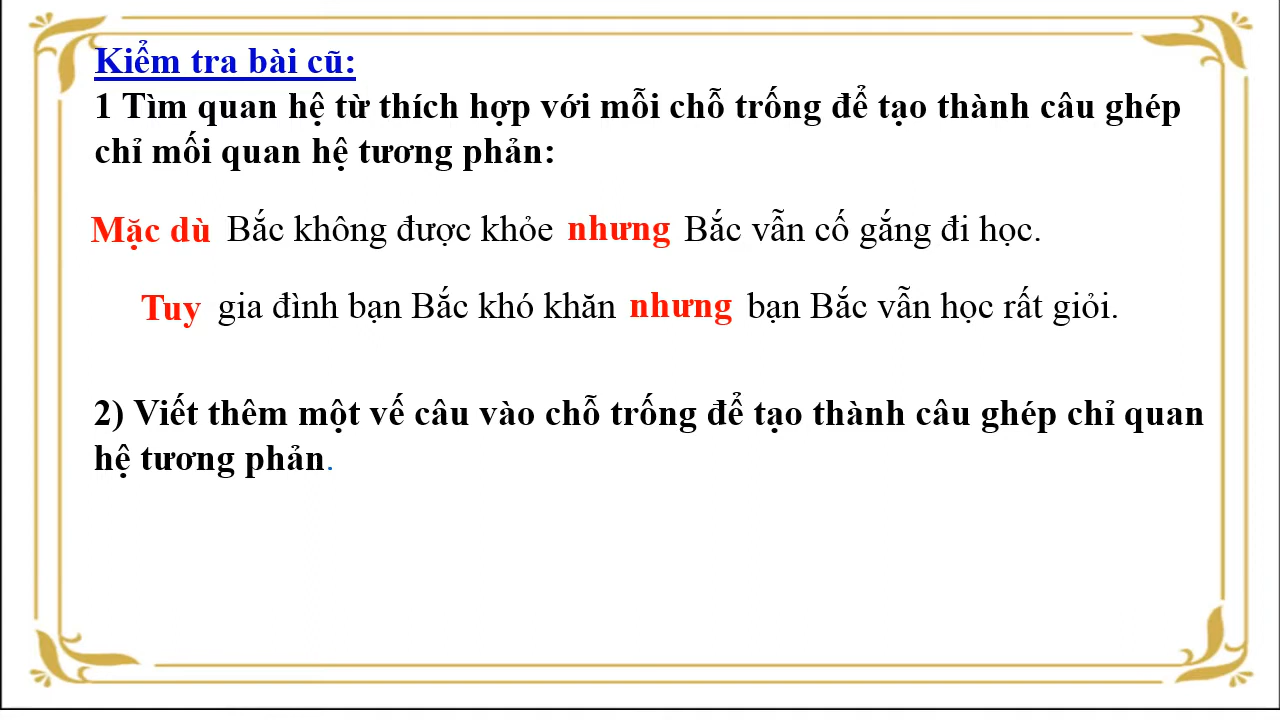 Kiểm tra bài cũ:
1 Tìm quan hệ từ thích hợp với mỗi chỗ trống để tạo thành câu ghép
chỉ mối quan hệ tương phản:
Mặc dù Bắc không được khỏe nhưng Bắc vẫn cố gắng đi học.
Tuy gia đình bạn Bắc khó khăn nhưng bạn Bắc vẫn học rất giỏi.
2) Viết thêm một vế câu vào chỗ trống để tạo thành câu ghép chỉ quan
hệ tương phản.